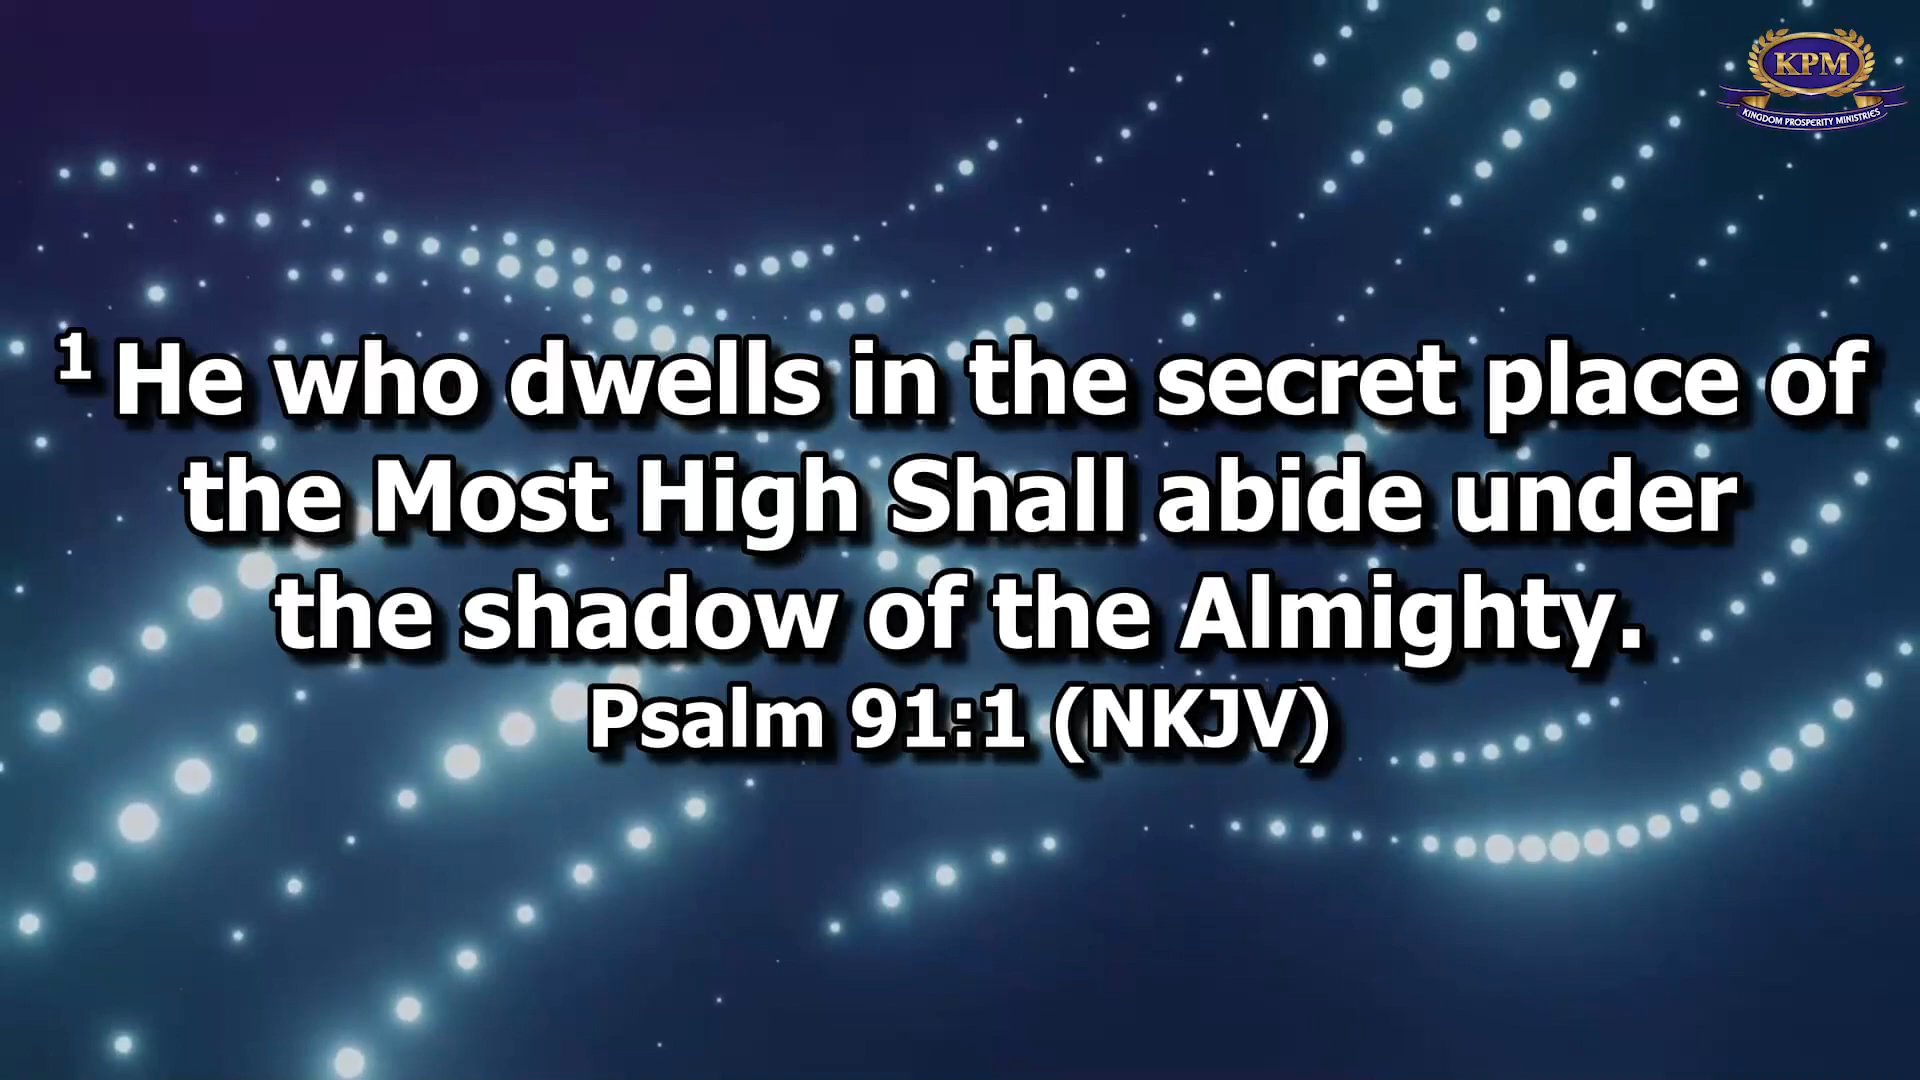 KPM
KINGDOM PROSPERITY MINISTRIES
1 He who dwells in the secret place of
the Most High Shall abide under
the shadow of the Almighty.
Psalm 91:1 (NKJV)